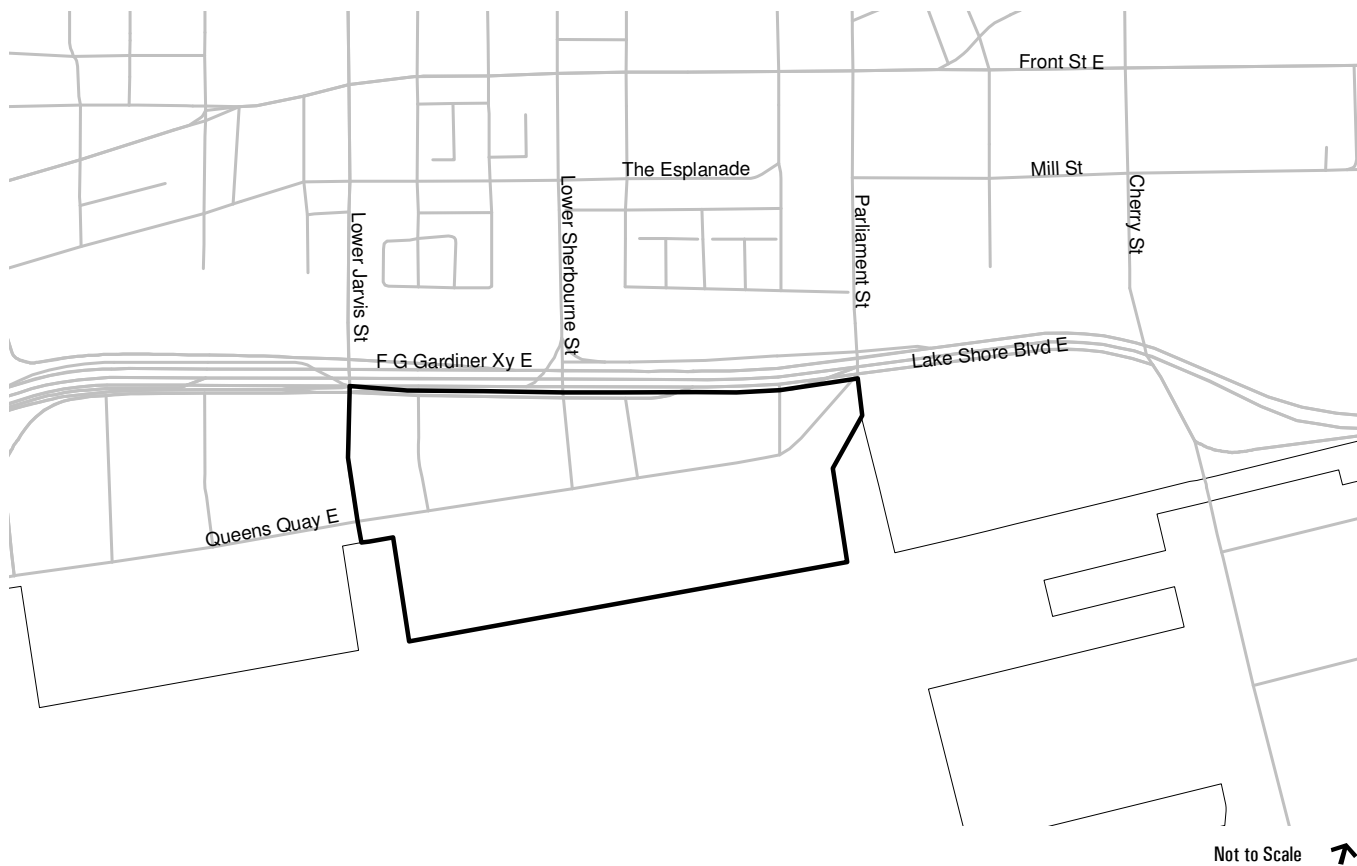 Front St E
The Esplanade
Mill St
Lower Sherbourne St
Cherry St
Parliament St
Lower Jarvis St
F G Gardiner Xy E
Lake Shore Blvd E
Queens Quay E
Not to Scale